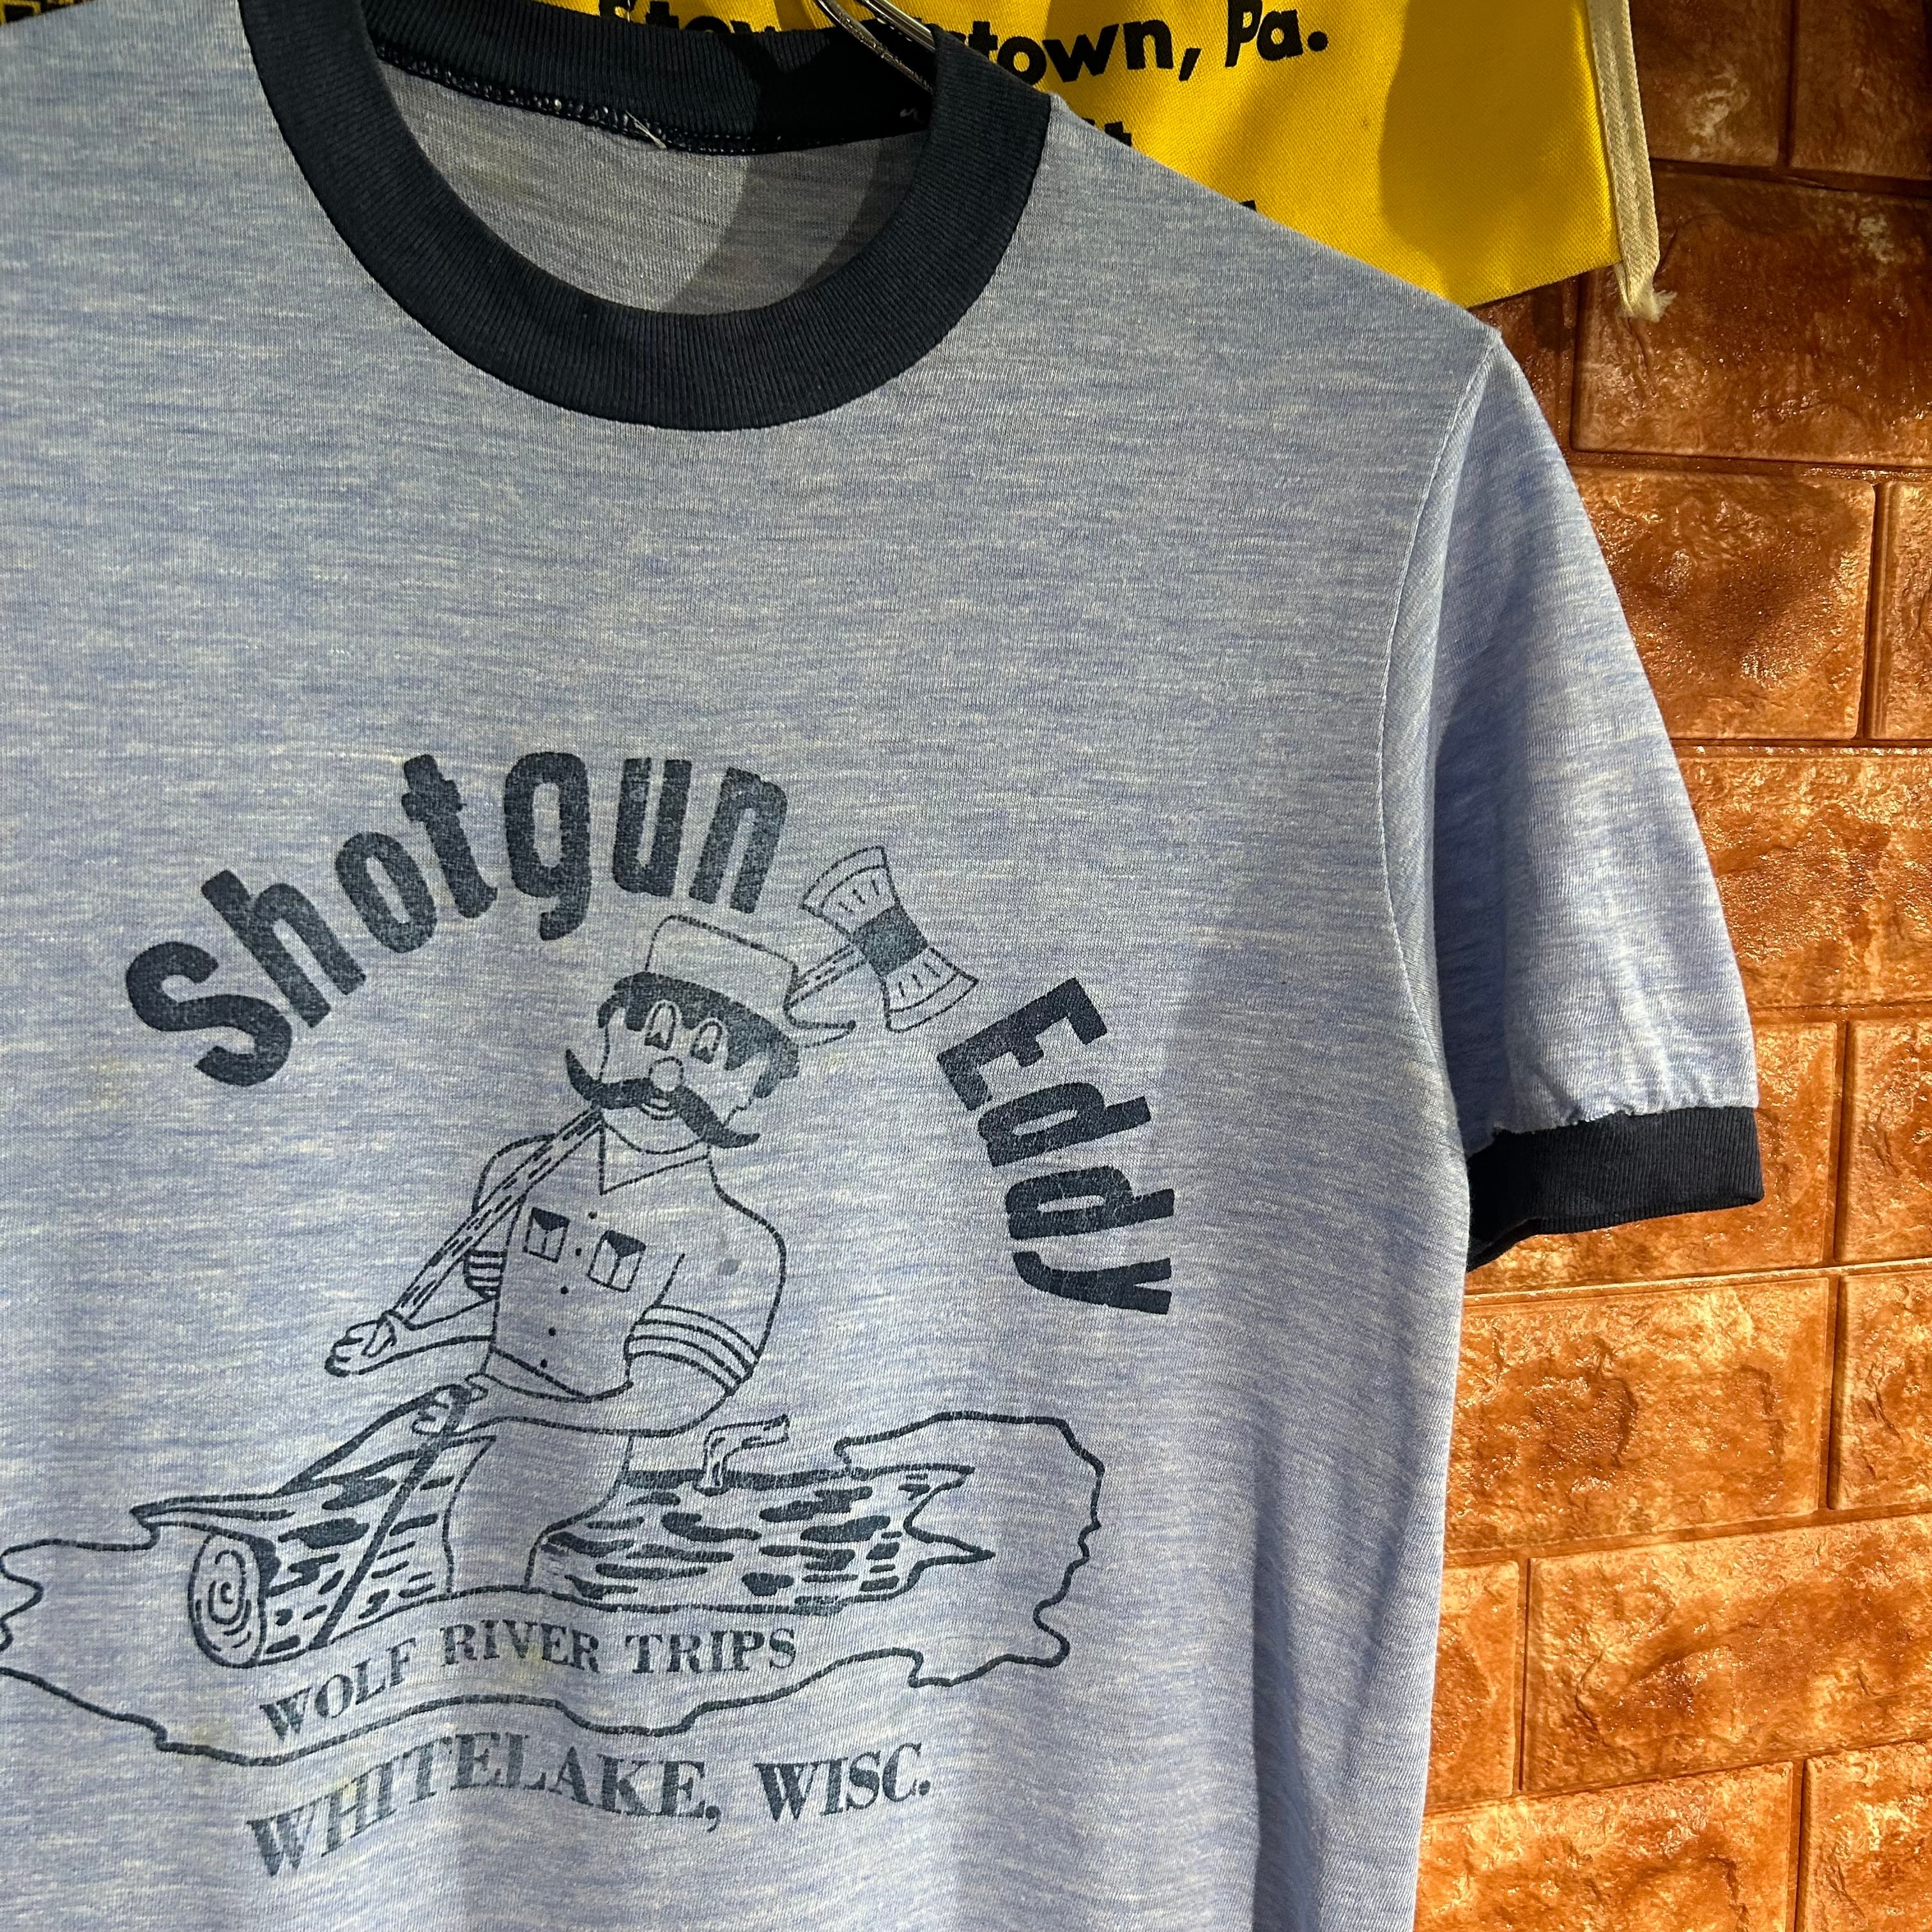 town, Pa.
Shotgun Eddy
WOLF RIVER TRIPS
WHITELAKE, WISC.